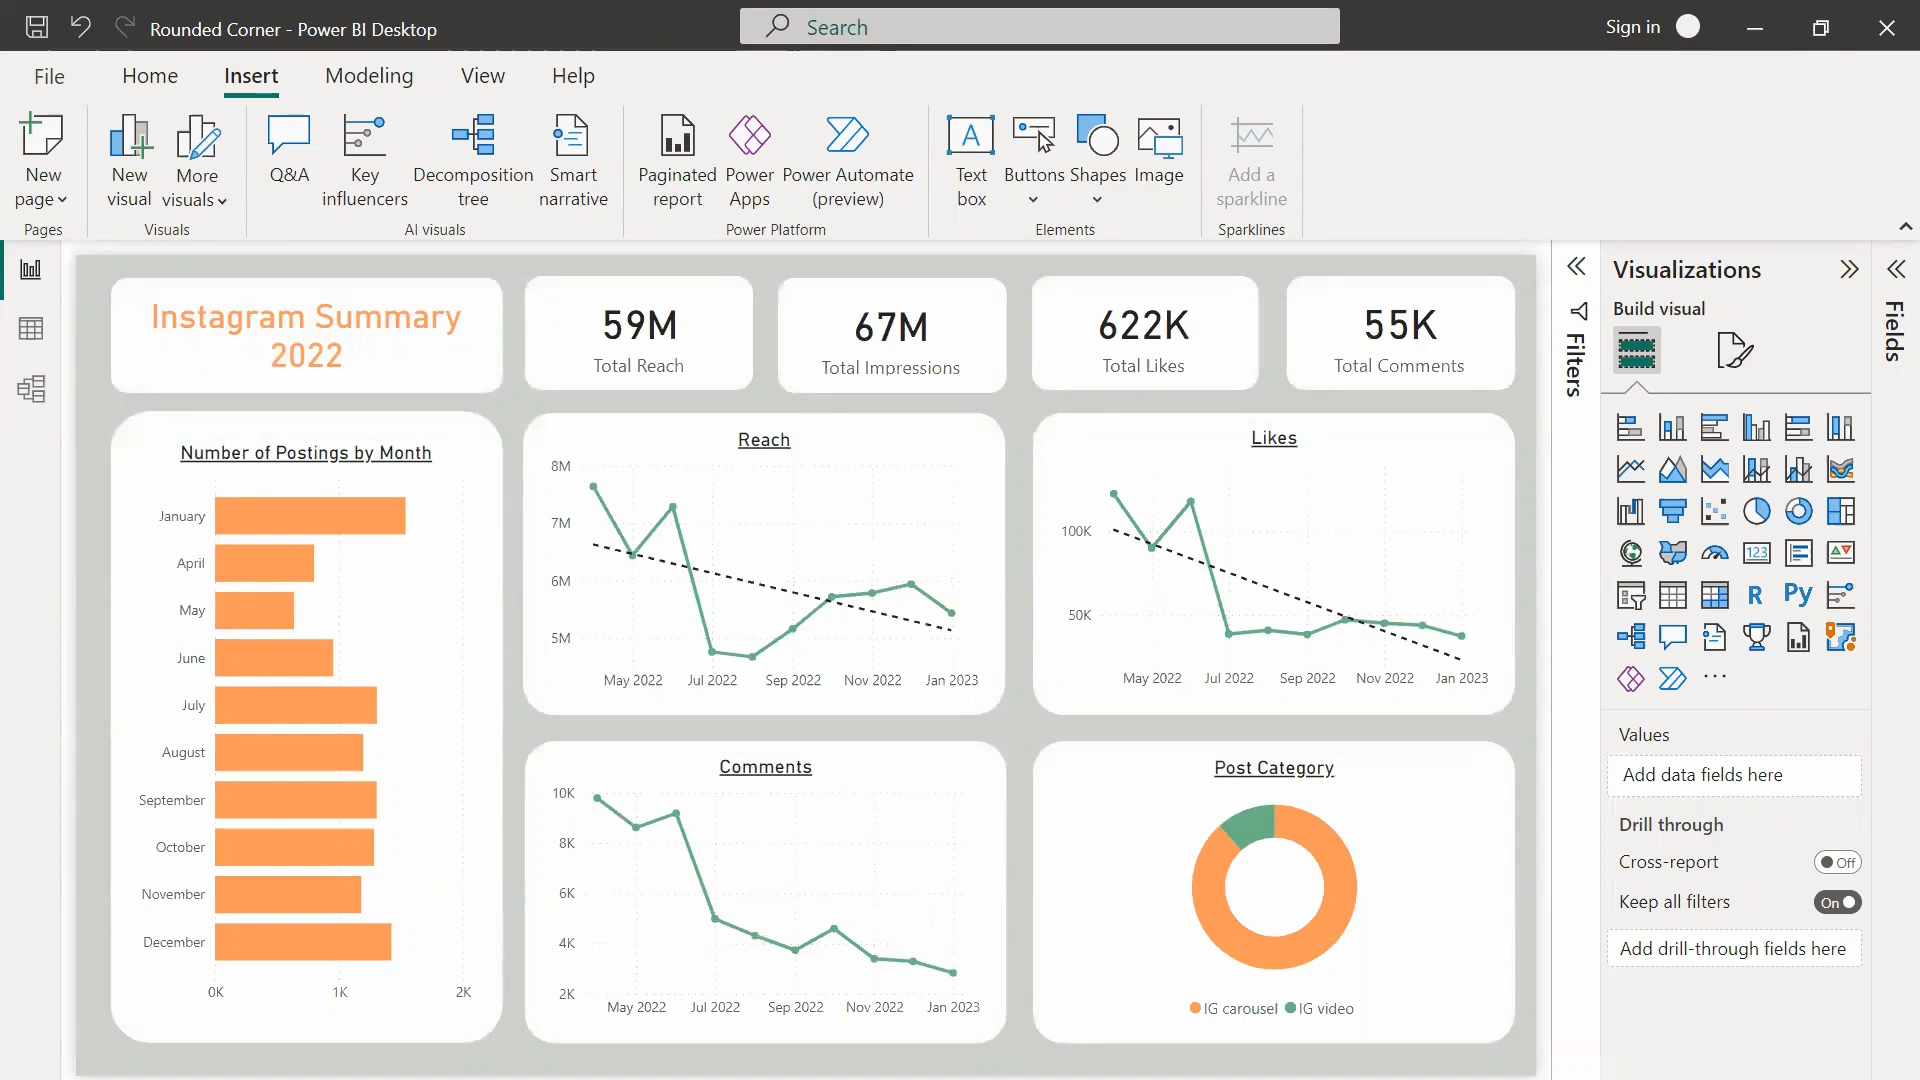 Rounded Corner - Power BI Desktop
Search
Sign in
File Home Insert Modeling View Help
New page
Pages
New visual
More visuals
Visuals
Q&A
Key influencers
Decomposition tree
Smart narrative
AI visuals
Paginated report
Power Apps
Power Automate (preview)
Power Platform
A
Text box
Buttons
Shapes
Image
Elements
Add a sparkline
Sparklines
Instagram Summary
2022
59M
Total Reach
67M
Total Impressions
622K
Total Likes
55K
Total Comments
Number of Postings by Month
January
April
May
June
July
August
September
October
November
December
0K 1K 2K
Reach
8M
7M
6M
5M
May 2022 Jul 2022 Sep 2022 Nov 2022 Jan 2023
Likes
100K
50K
May 2022 Jul 2022 Sep 2022 Nov 2022 Jan 2023
Comments
10K
8K
6K
4K
2K
May 2022 Jul 2022 Sep 2022 Nov 2022 Jan 2023
Post Category
IG carousel IG video
Filters
Visualizations
Build visual
123
R Py
...
Values
Add data fields here
Drill through
Cross-report Off
Keep all filters On
Add drill-through fields here
Fields